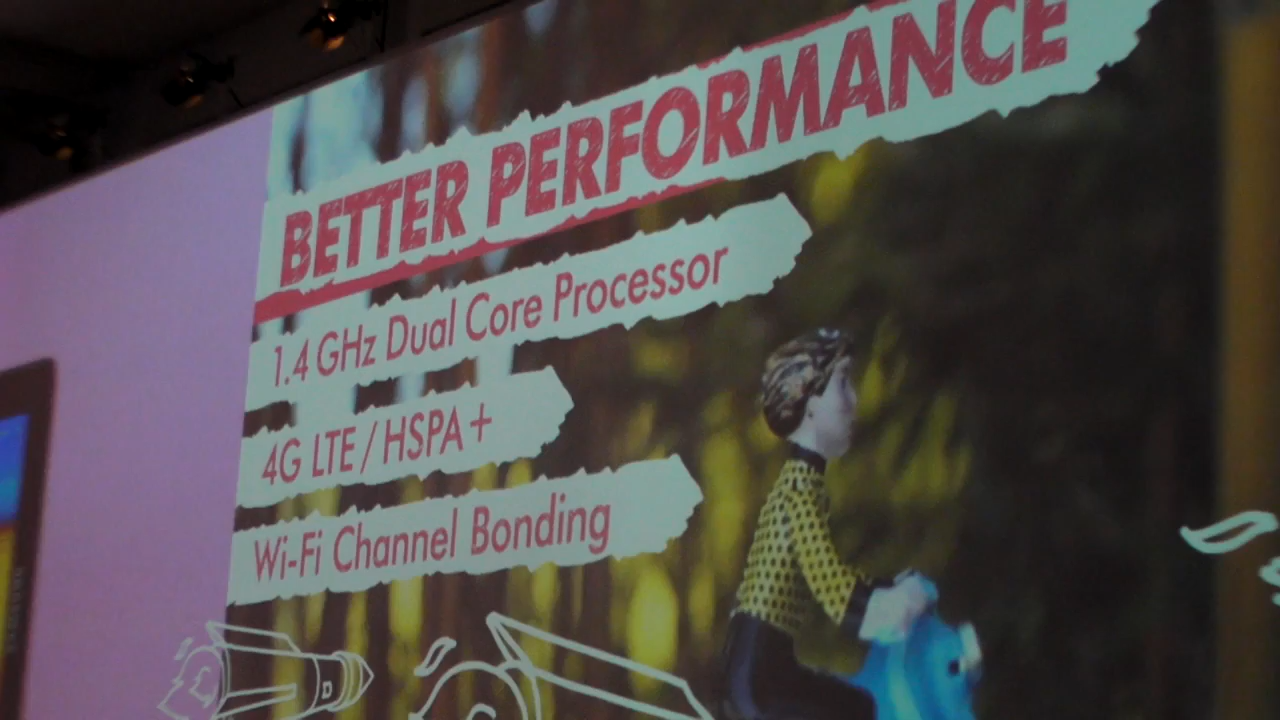 BETTER PERFORMANCE
1.4 GHz Dual Core Processor
4G LTE / HSPA+
Wi-Fi Channel Bonding